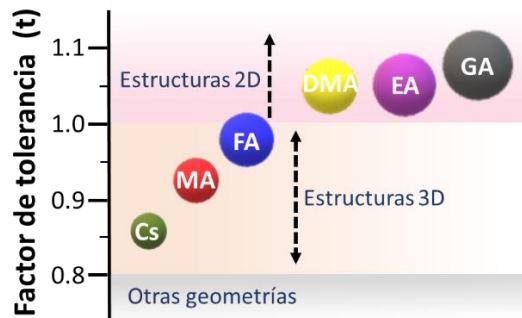 Factor de tolerancia (t)
1.1
1.0
0.9
0.8
Estructuras 2D
DMA
EA
GA
FA
MA
Cs
Estructuras 3D
Otras geometrías